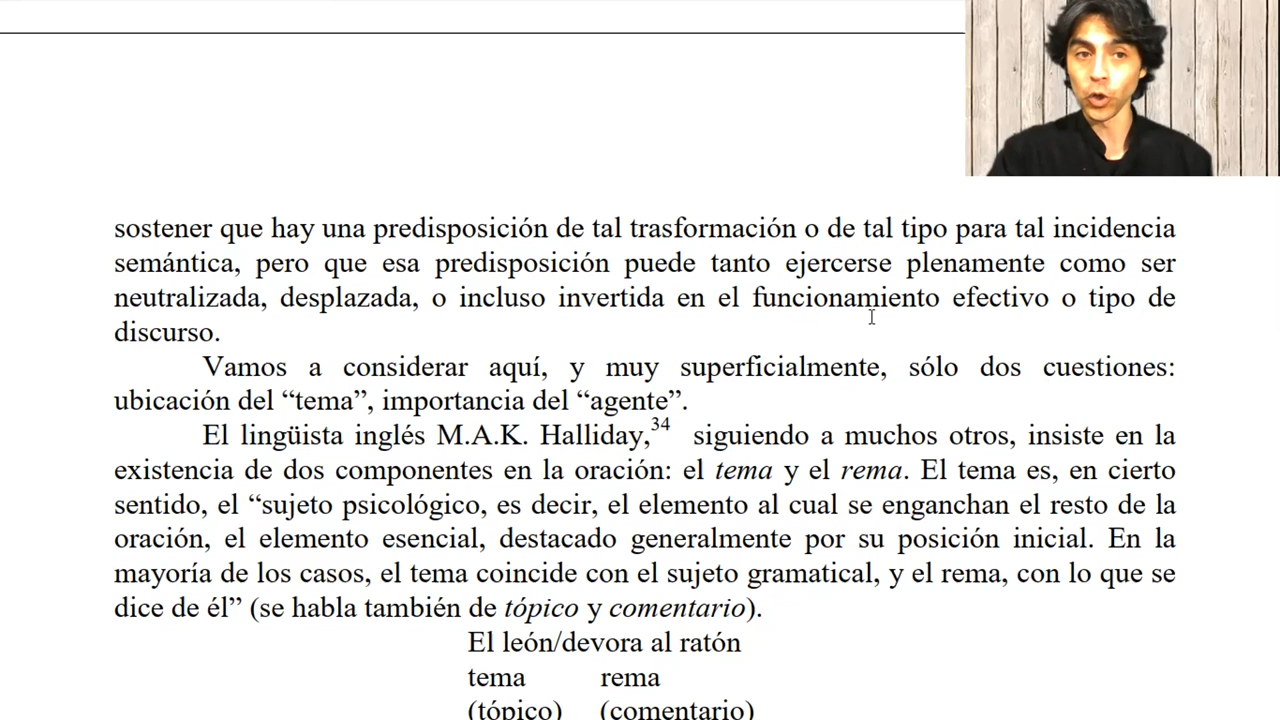 sostener que hay una predisposición de tal trasformación o de tal tipo para tal incidencia
semántica, pero que esa predisposición puede tanto ejercerse plenamente como ser
neutralizada, desplazada, o incluso invertida en el funcionamiento efectivo o tipo de
discurso.
Vamos a considerar aquí, y muy superficialmente, sólo dos cuestiones:
ubicación del “tema”, importancia del “agente”.
El lingüista inglés M.A.K. Halliday,34 siguiendo a muchos otros, insiste en la
existencia de dos componentes en la oración: el tema y el rema. El tema es, en cierto
sentido, el “sujeto psicológico, es decir, el elemento al cual se enganchan el resto de la
oración, el elemento esencial, destacado generalmente por su posición inicial. En la
mayoría de los casos, el tema coincide con el sujeto gramatical, y el rema, con lo que se
dice de él” (se habla también de tópico y comentario).
El león/devora al ratón
tema rema
(tópico) (comentario)